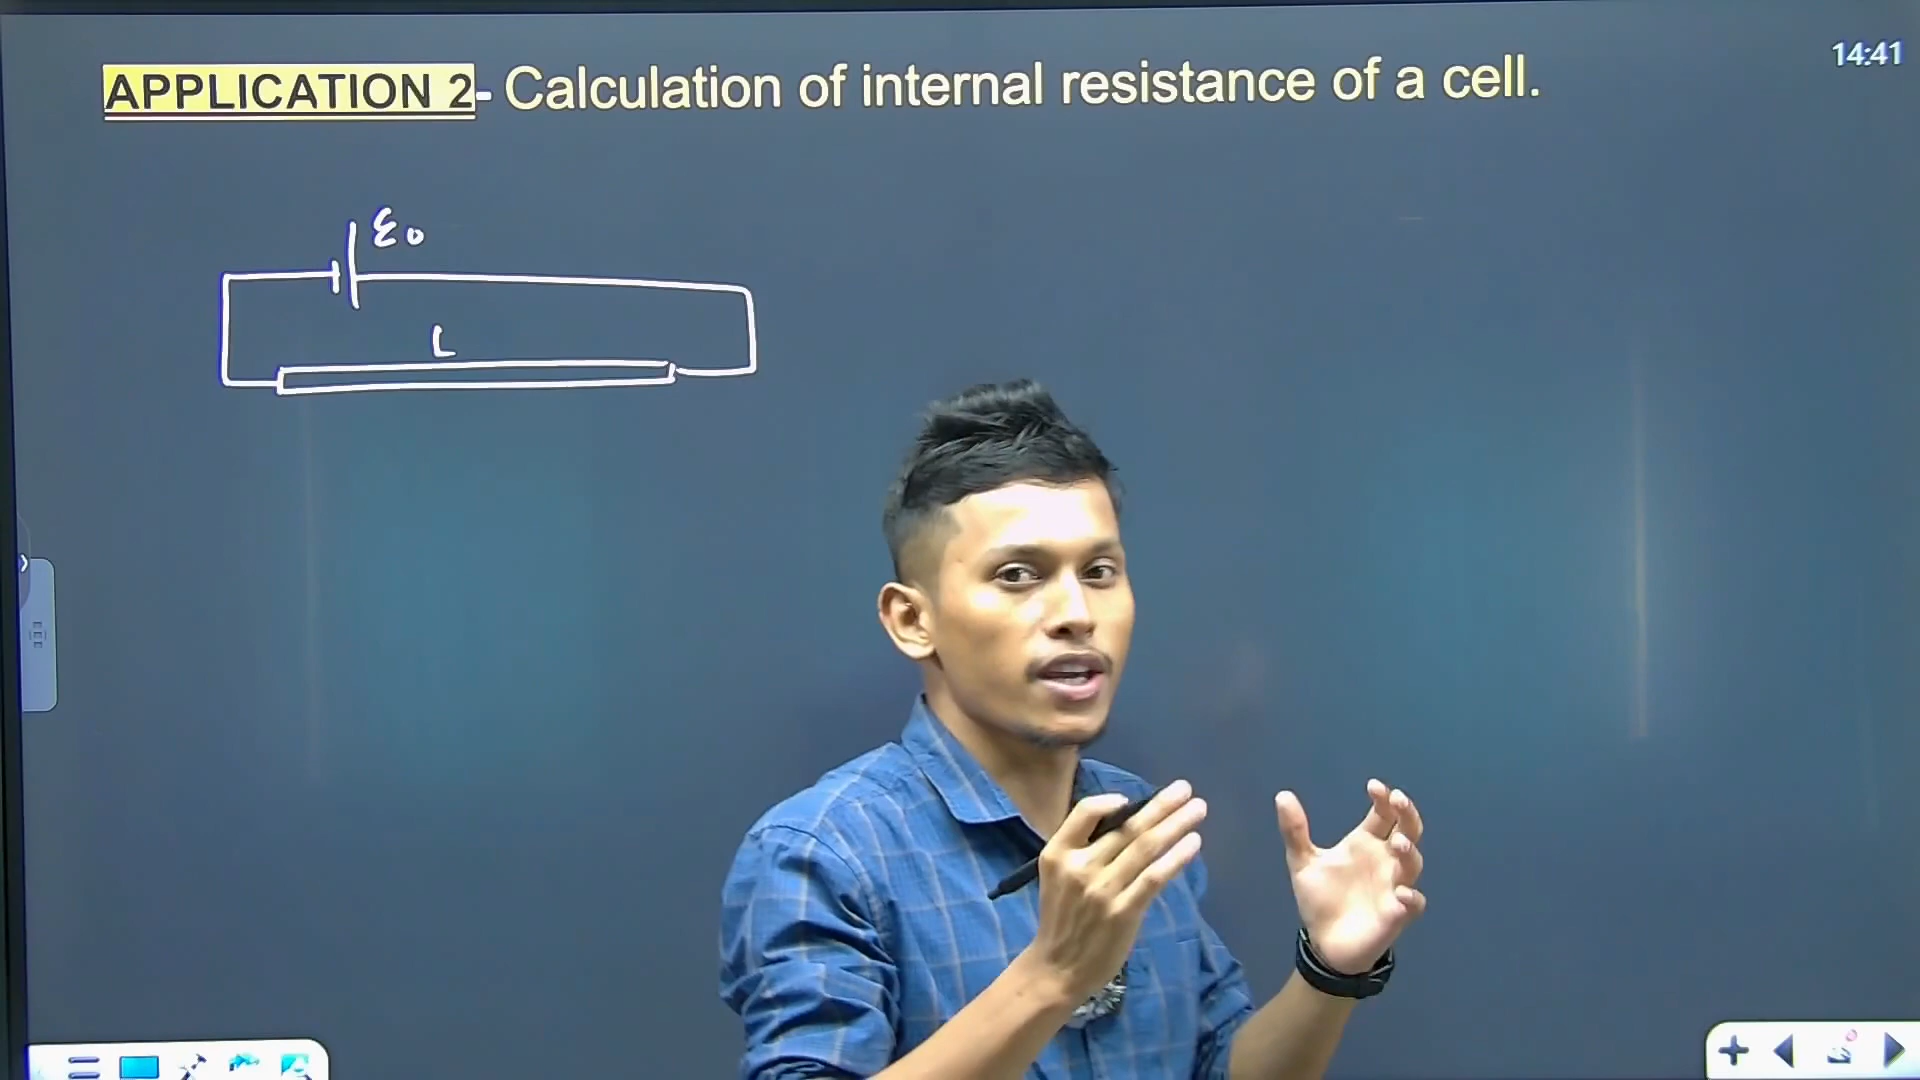 14:41
APPLICATION 2- Calculation of internal resistance of a cell.
ε₀
L